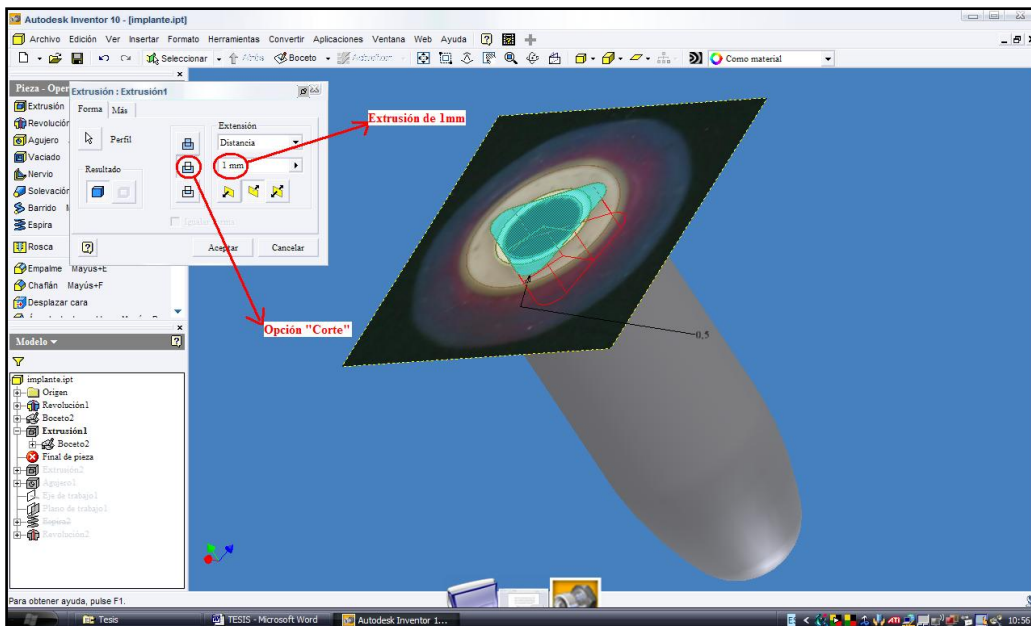 Autodesk Inventor 10 - [implante.ipt]
Archivo Edición Ver Insertar Formato Herramientas Convertir Aplicaciones Ventana Web Ayuda
Seleccionar Atrás Boceto Como material
Pieza - Oper
Extrusión : Extrusión1
Extrusión
Revolución
Agujero
Vaciado
Nervio
Solevación
Barrido
Espira
Rosca
Empalme Mayús+E
Chaflán Mayús+F
Desplazar cara
Forma Más
Perfil
Resultado
Extensión
Distancia
1 mm
Aceptar Cancelar
Extrusión de 1mm
Opción "Corte"
0,5
Modelo
implante.ipt
Origen
Revolución1
Boceto2
Extrusión1
Boceto2
Final de pieza
Extrusión2
Agujero1
Eje de trabajo1
Plano de trabajo1
Espira2
Revolución2
Para obtener ayuda, pulse F1.
Tesis
TESIS - Microsoft Word
Autodesk Inventor 1...
10:56